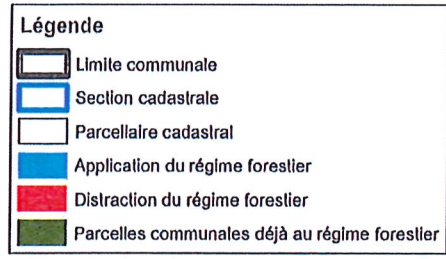 Légende
Limite communale
Section cadastrale
Parcellaire cadastral
Application du régime forestier
Distraction du régime forestier
Parcelles communales déjà au régime forestier